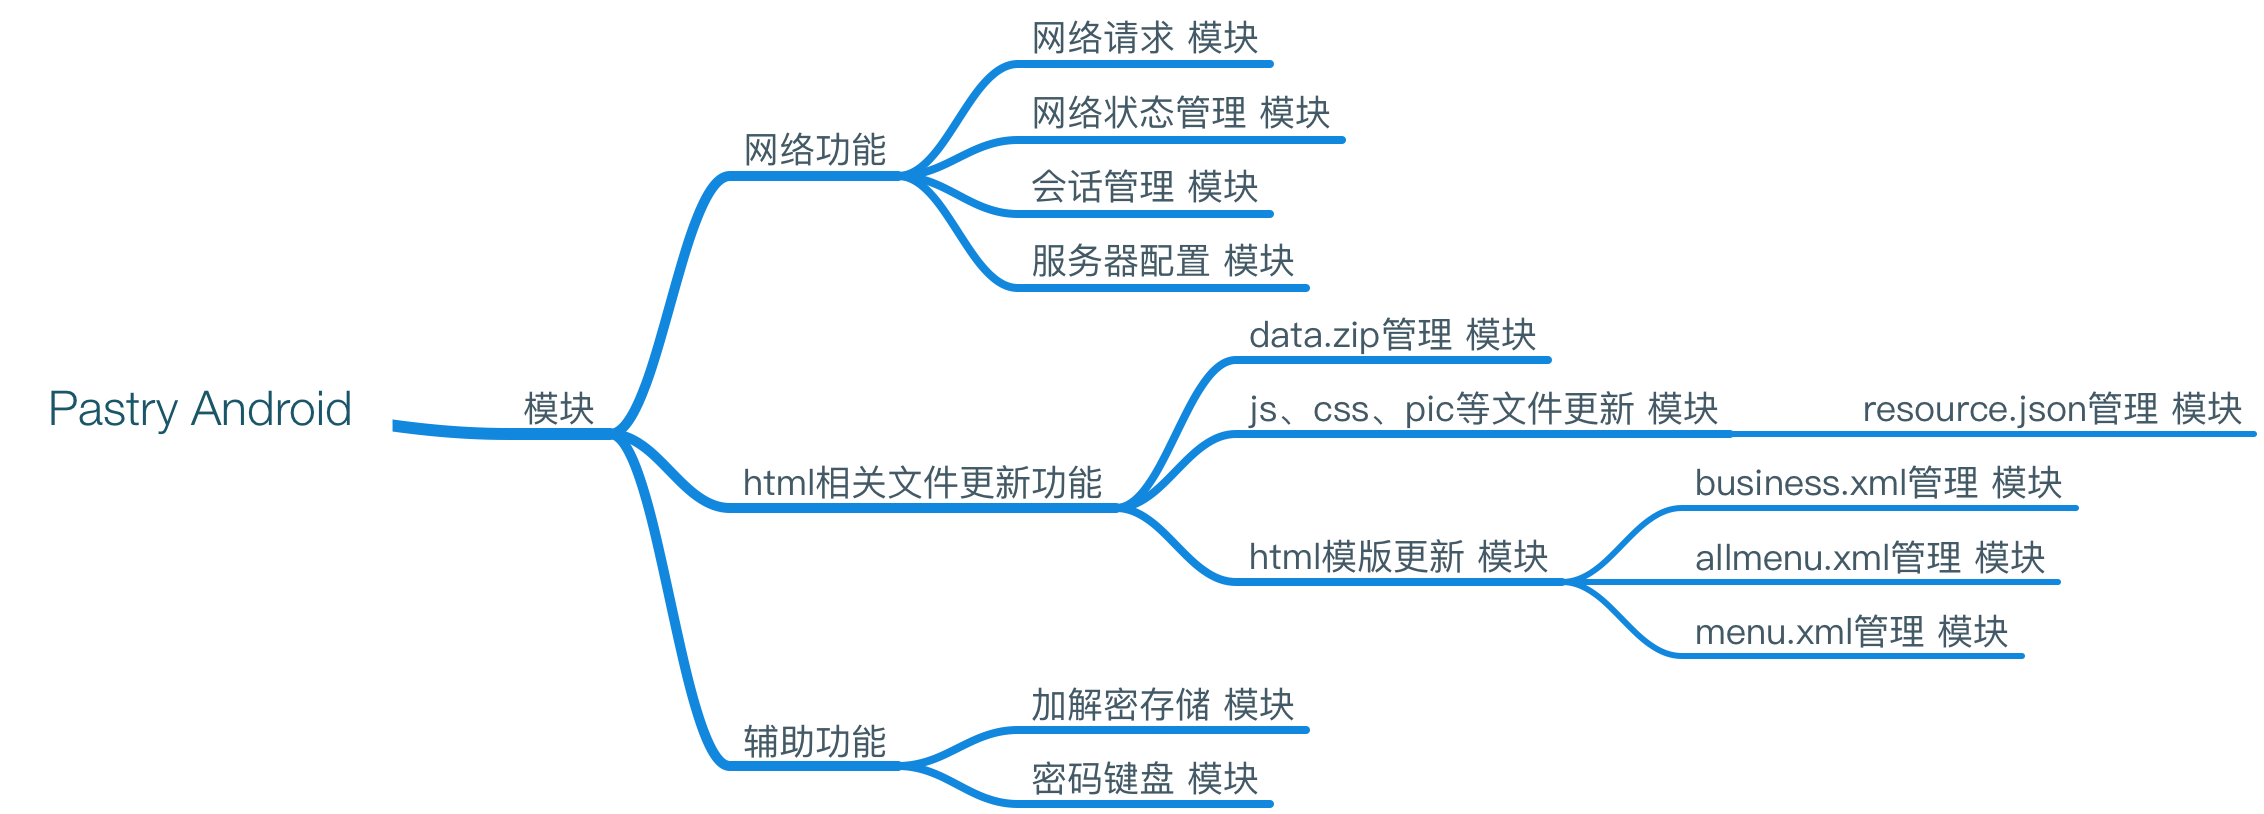 Pastry Android
模块
网络功能
网络请求 模块
网络状态管理 模块
会话管理 模块
服务器配置 模块
html相关文件更新功能
data.zip管理 模块
js、css、pic等文件更新 模块
resource.json管理 模块
html模版更新 模块
business.xml管理 模块
allmenu.xml管理 模块
menu.xml管理 模块
辅助功能
加解密存储 模块
密码键盘 模块